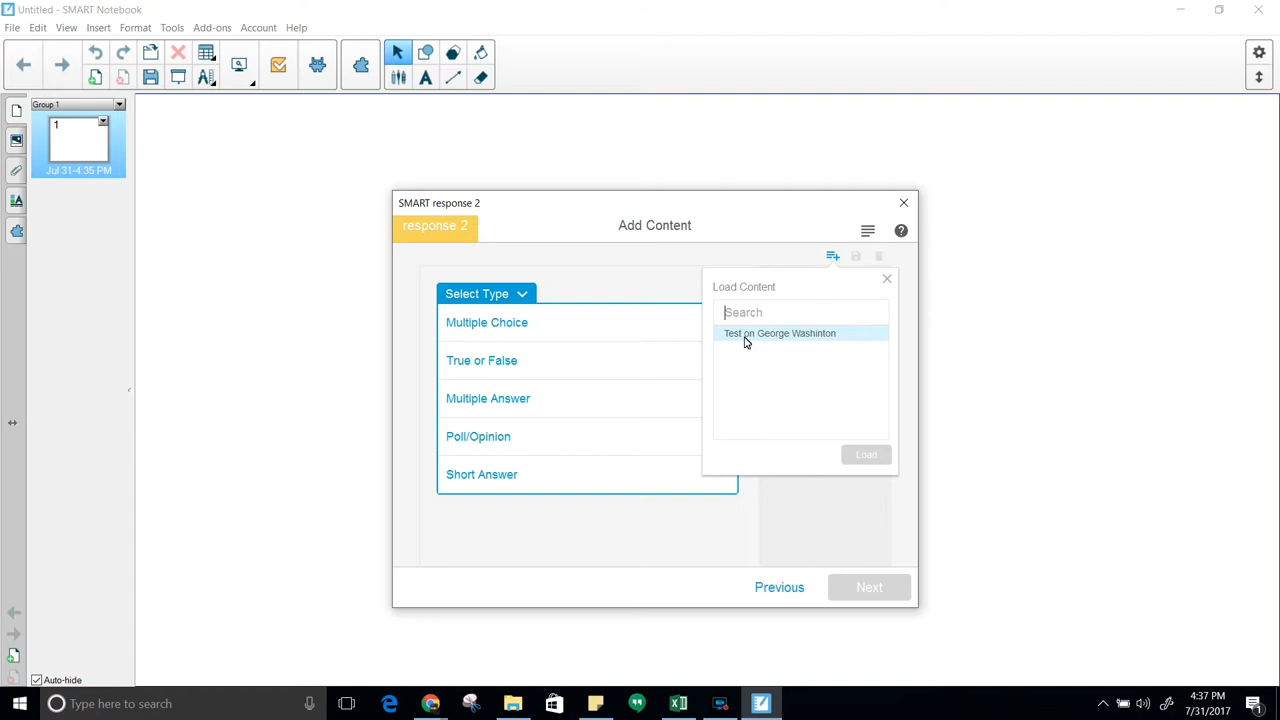 Untitled - SMART Notebook
File Edit View Insert Format Tools Add-ons Account Help
Group 1
1
Jul 31-4:35 PM
SMART response 2
response 2
Add Content
Load Content
Select Type
Search
Multiple Choice
Test on George Washinton
True or False
Multiple Answer
Poll/Opinion
Load
Short Answer
Previous Next
Auto-hide
Type here to search
4:37 PM
7/31/2017
1